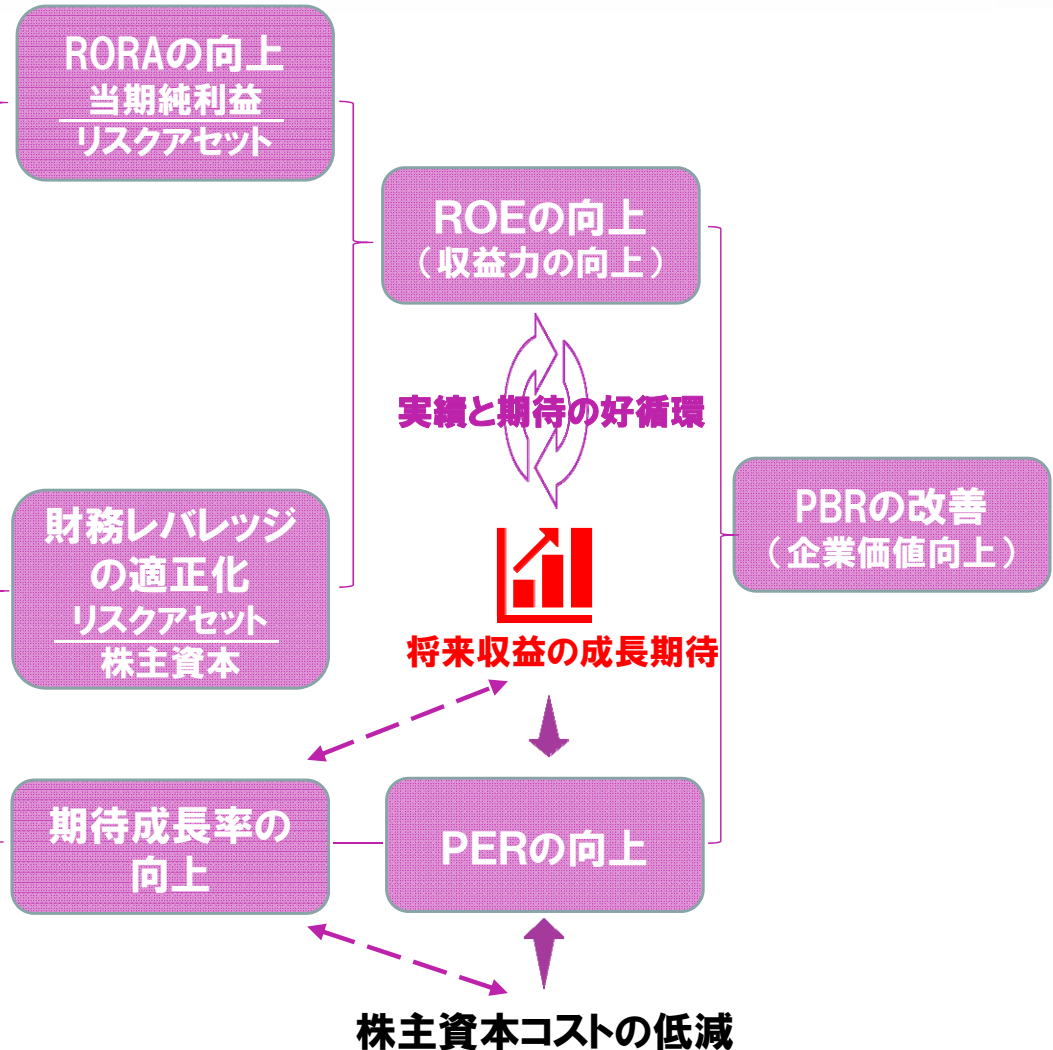 RORAの向上
当期純利益
リスクアセット
ROEの向上
（収益力の向上）
実績と期待の好循環
財務レバレッジ
の適正化
リスクアセット
株主資本
PBRの改善
（企業価値向上）
将来収益の成長期待
期待成長率の
向上
PERの向上
株主資本コストの低減